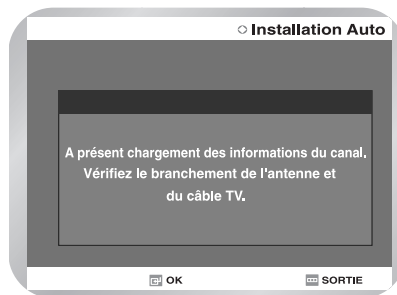 Installation Auto
A présent chargement des informations du canal.
Vérifiez le branchement de l'antenne et
du câble TV.
OK
SORTIE